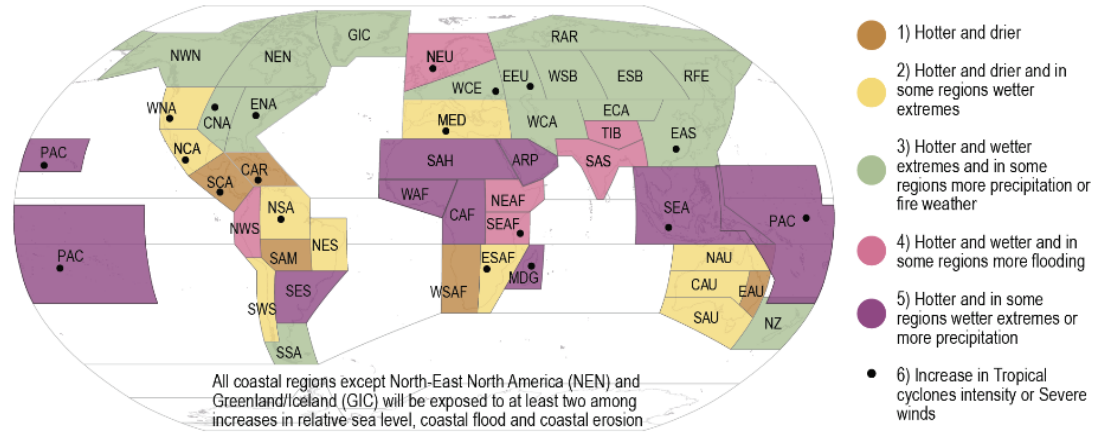 GIC
NWN
NEN
NEU
RAR
WCE
EEU
WSB
ESB
RFE
WNA
CNA
ENA
MED
WCA
ECA
TIB
EAS
PAC
NCA
SCA
CAR
SAH
ARP
SAS
WAF
CAF
NEAF
SEAF
SEA
PAC
PAC
NWS
NSA
NES
SAM
SWS
SES
SSA
WSAF
ESAF
MDG
NAU
CAU
EAU
SAU
NZ
All coastal regions except North-East North America (NEN) and
Greenland/Iceland (GIC) will be exposed to at least two among
increases in relative sea level, coastal flood and coastal erosion
1) Hotter and drier
2) Hotter and drier and in
some regions wetter
extremes
3) Hotter and wetter
extremes and in some
regions more precipitation or
fire weather
4) Hotter and wetter and in
some regions more flooding
5) Hotter and in some
regions wetter extremes or
more precipitation
6) Increase in Tropical
cyclones intensity or Severe
winds